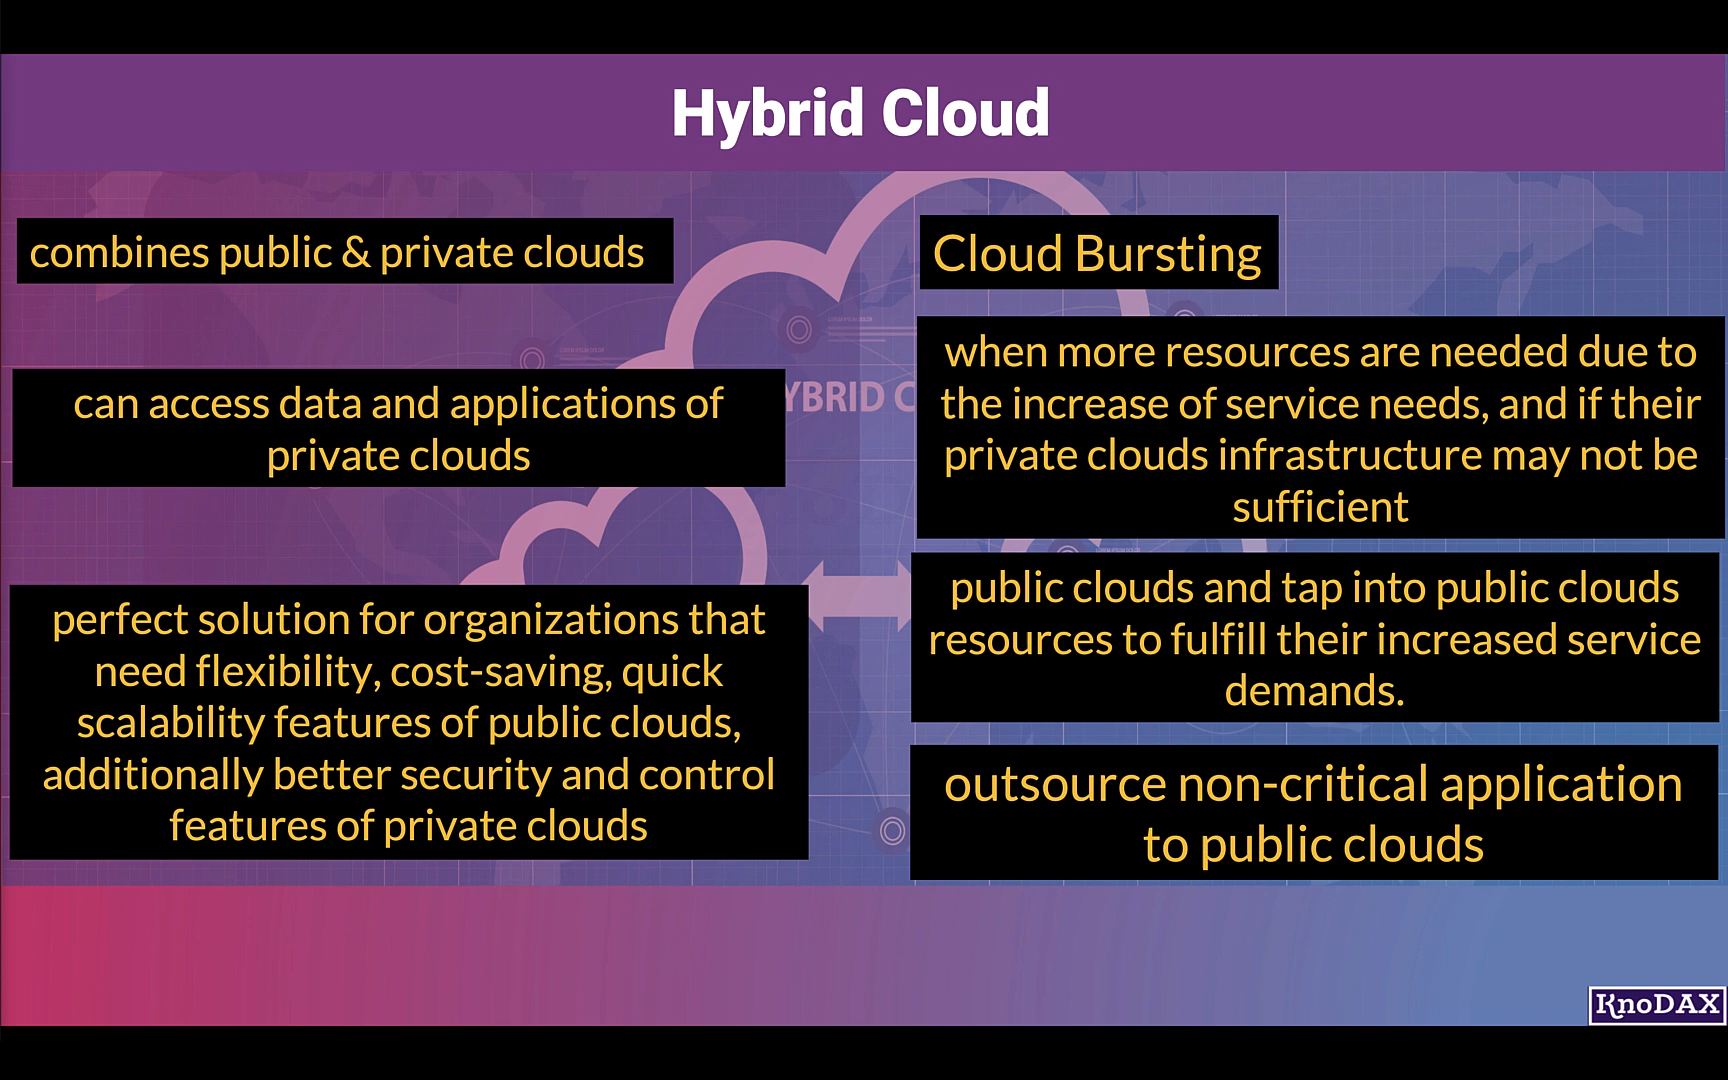 Hybrid Cloud
combines public & private clouds
can access data and applications of
private clouds
perfect solution for organizations that
need flexibility, cost-saving, quick
scalability features of public clouds,
additionally better security and control
features of private clouds
Cloud Bursting
when more resources are needed due to
the increase of service needs, and if their
private clouds infrastructure may not be
sufficient
public clouds and tap into public clouds
resources to fulfill their increased service
demands.
outsource non-critical application
to public clouds
YBRID C
KnoDAX